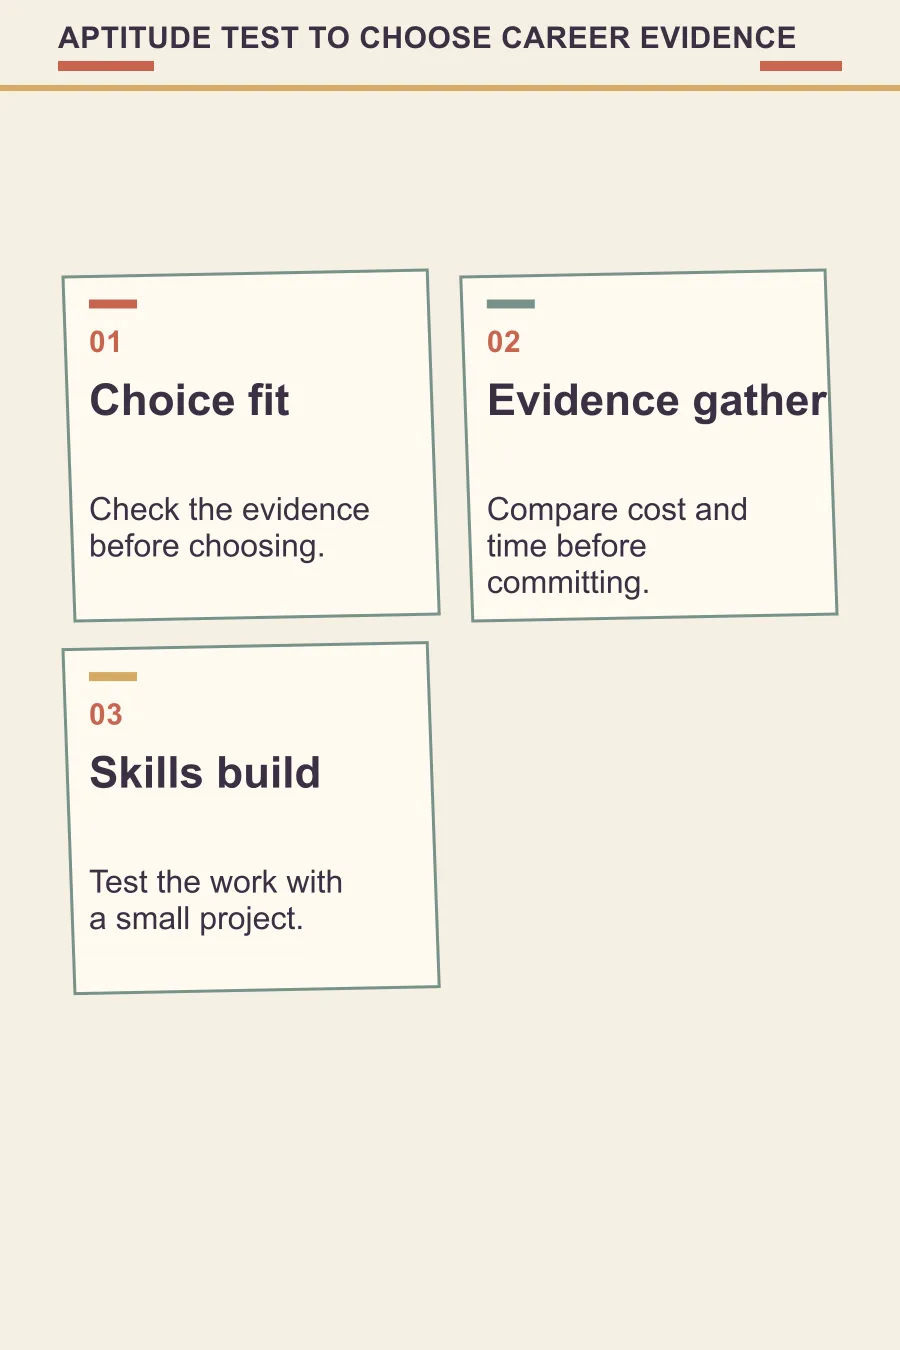 APTITUDE TEST TO CHOOSE CAREER EVIDENCE
01
Choice fit
Check the evidence
before choosing.
02
Evidence gather
Compare cost and
time before
committing.
03
Skills build
Test the work with
a small project.